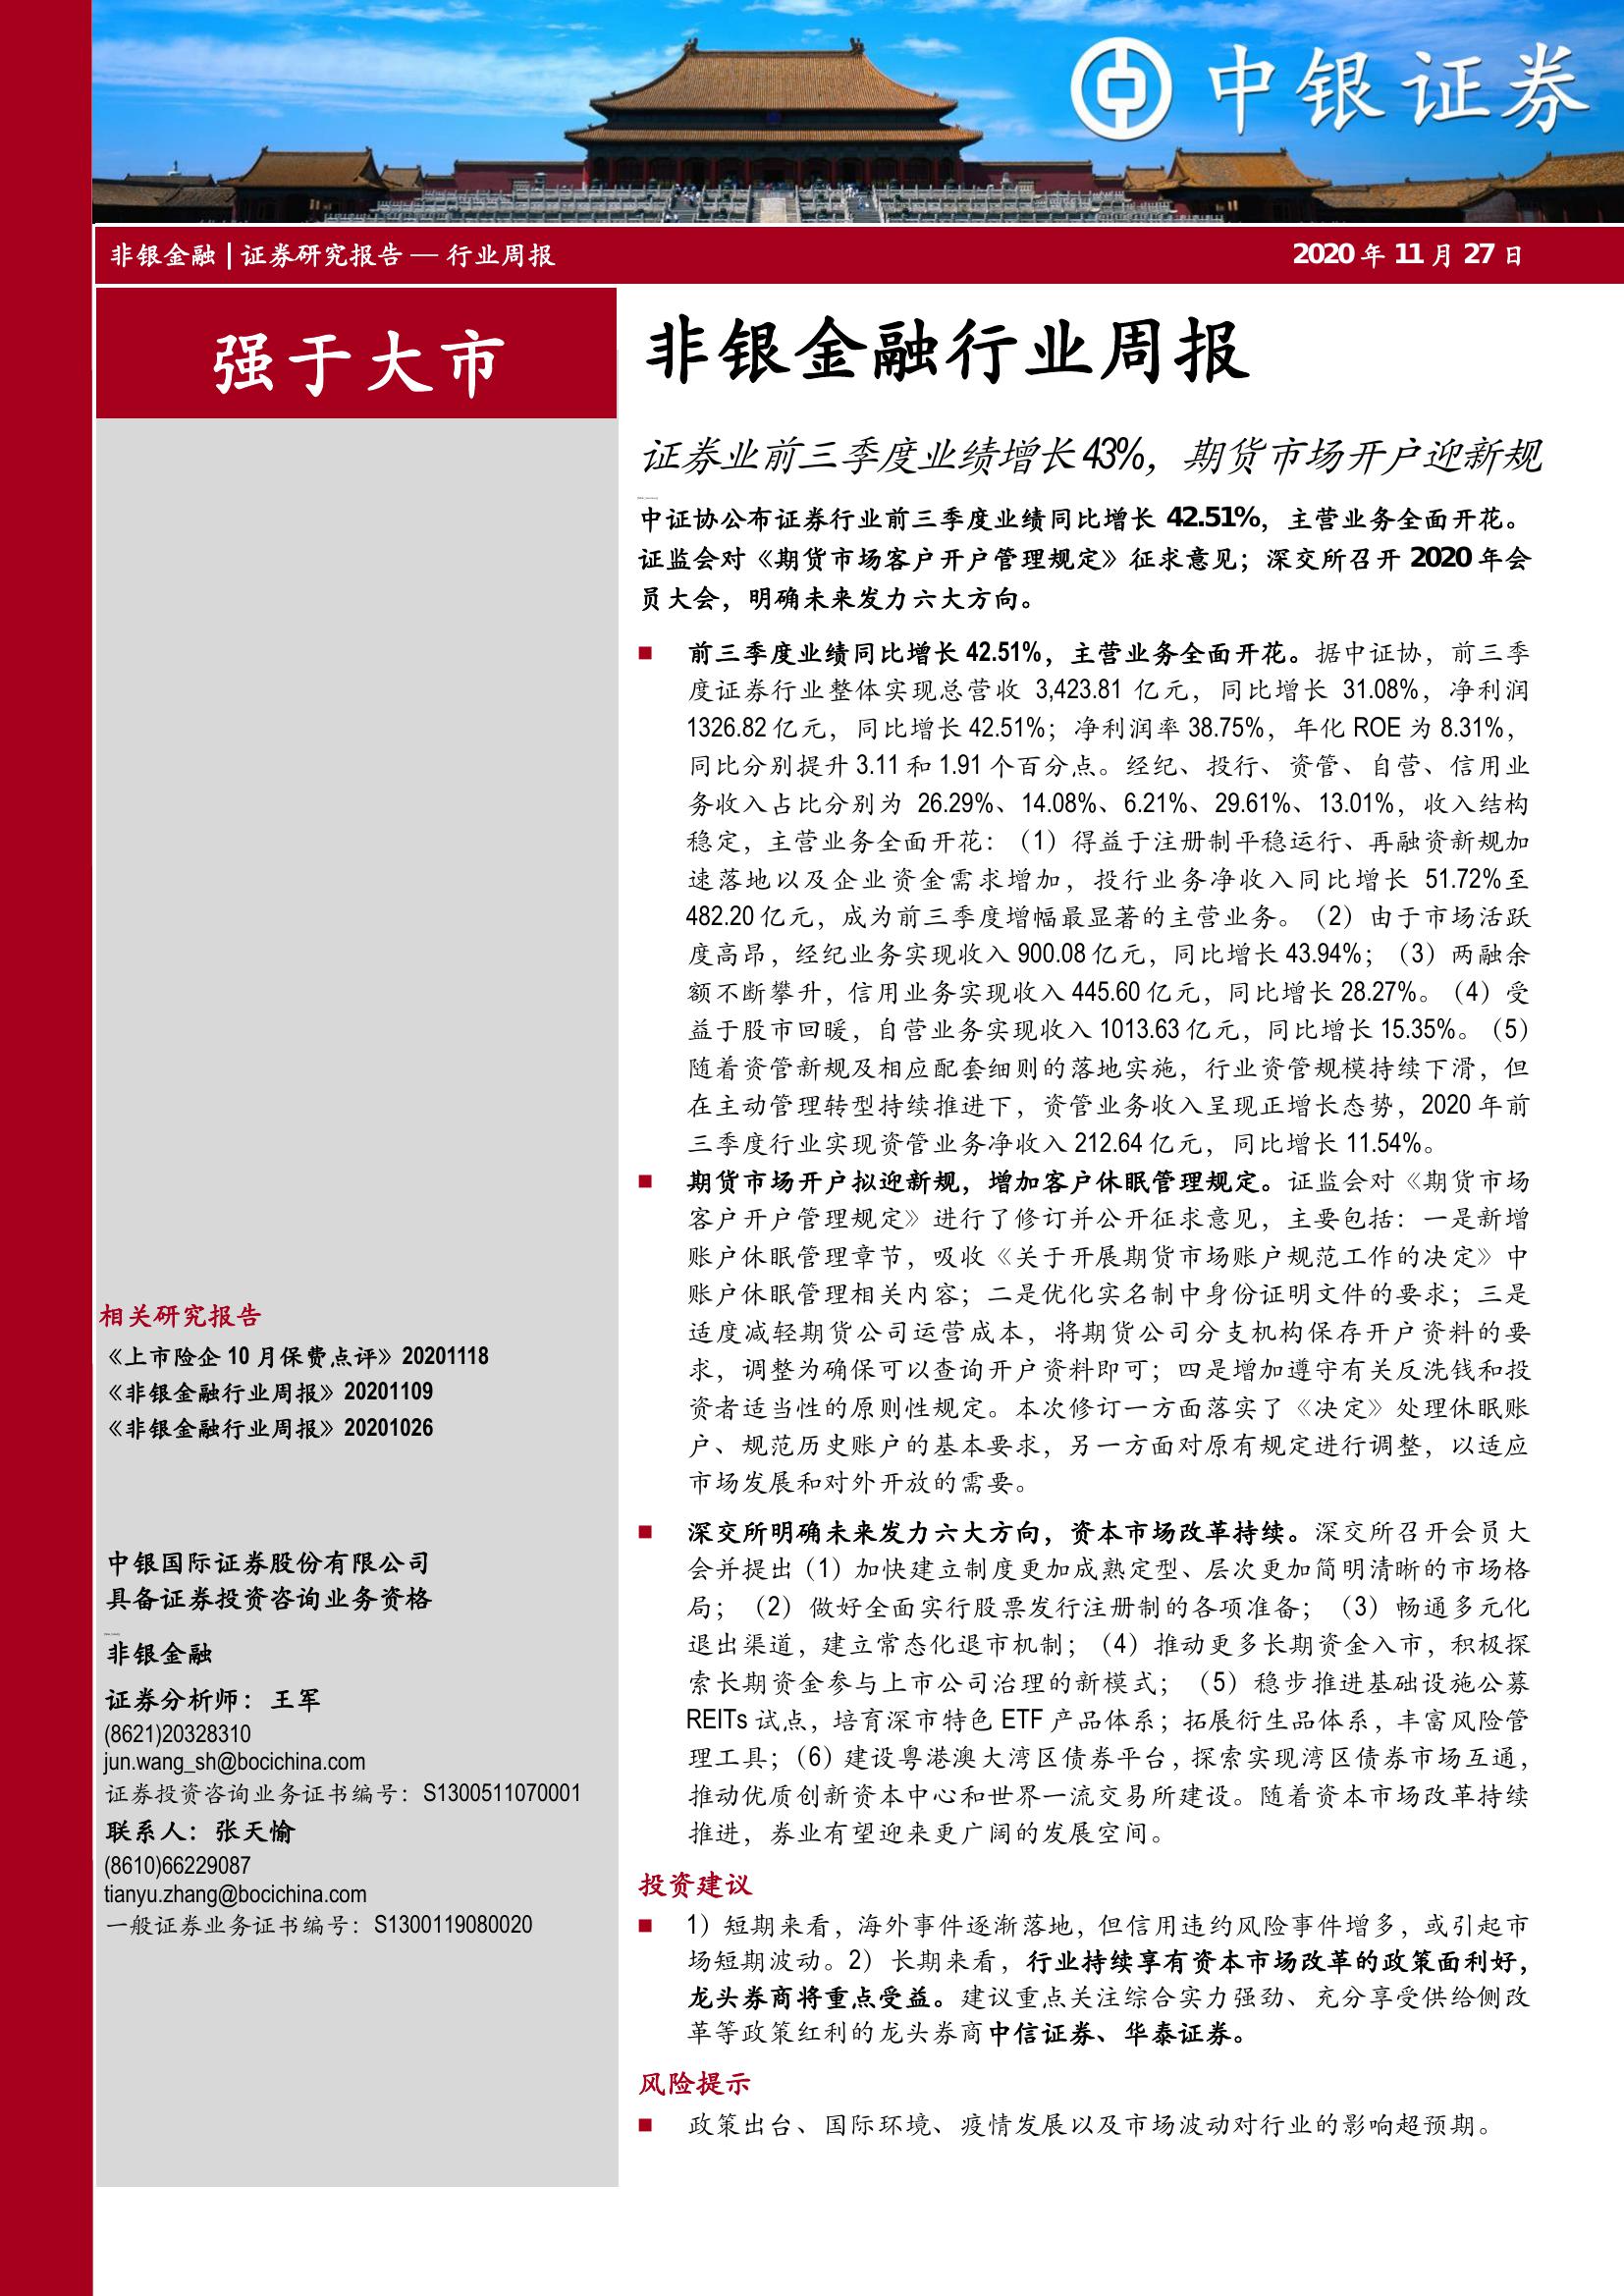 中银证券
非银金融 | 证券研究报告 — 行业周报
2020 年 11 月 27 日
强于大市
非银金融行业周报
证券业前三季度业绩增长 43%，期货市场开户迎新规
中证协公布证券行业前三季度业绩同比增长 42.51%，主营业务全面开花。
证监会对《期货市场客户开户管理规定》征求意见；深交所召开 2020 年会
员大会，明确未来发力六大方向。
■ 前三季度业绩同比增长 42.51%，主营业务全面开花。据中证协，前三季
度证券行业整体实现总营收 3,423.81 亿元，同比增长 31.08%，净利润
1326.82 亿元，同比增长 42.51%；净利润率 38.75%，年化 ROE 为 8.31%，
同比分别提升 3.11 和 1.91 个百分点。经纪、投行、资管、自营、信用业
务收入占比分别为 26.29%、14.08%、6.21%、29.61%、13.01%，收入结构
稳定，主营业务全面开花：（1）得益于注册制平稳运行、再融资新规加
速落地以及企业资金需求增加，投行业务净收入同比增长 51.72%至
482.20 亿元，成为前三季度增幅最显著的主营业务。（2）由于市场活跃
度高昂，经纪业务实现收入 900.08 亿元，同比增长 43.94%；（3）两融余
额不断攀升，信用业务实现收入 445.60 亿元，同比增长 28.27%。（4）受
益于股市回暖，自营业务实现收入 1013.63 亿元，同比增长 15.35%。（5）
随着资管新规及相应配套细则的落地实施，行业资管规模持续下滑，但
在主动管理转型持续推进下，资管业务收入呈现正增长态势，2020 年前
三季度行业实现资管业务净收入 212.64 亿元，同比增长 11.54%。
■ 期货市场开户拟迎新规，增加客户休眠管理规定。证监会对《期货市场
客户开户管理规定》进行了修订并公开征求意见，主要包括：一是新增
账户休眠管理章节，吸收《关于开展期货市场账户规范工作的决定》中
账户休眠管理相关内容；二是优化实名制中身份证明文件的要求；三是
适度减轻期货公司运营成本，将期货公司分支机构保存开户资料的要
求，调整为确保可以查询开户资料即可；四是增加遵守有关反洗钱和投
资者适当性的原则性规定。本次修订一方面落实了《决定》处理休眠账
户、规范历史账户的基本要求，另一方面对原有规定进行调整，以适应
市场发展和对外开放的需要。
■ 深交所明确未来发力六大方向，资本市场改革持续。深交所召开会员大
会并提出（1）加快建立制度更加成熟定型、层次更加简明清晰的市场格
局；（2）做好全面实行股票发行注册制的各项准备；（3）畅通多元化
退出渠道，建立常态化退市机制；（4）推动更多长期资金入市，积极探
索长期资金参与上市公司治理的新模式；（5）稳步推进基础设施公募
REITs 试点，培育深市特色 ETF 产品体系；拓展衍生品体系，丰富风险管
理工具；（6）建设粤港澳大湾区债券平台，探索实现湾区债券市场互通，
推动优质创新资本中心和世界一流交易所建设。随着资本市场改革持续
推进，券业有望迎来更广阔的发展空间。
投资建议
■ 1）短期来看，海外事件逐渐落地，但信用违约风险事件增多，或引起市
场短期波动。2）长期来看，行业持续享有资本市场改革的政策面利好，
龙头券商将重点受益。建议重点关注综合实力强劲、充分享受供给侧改
革等政策红利的龙头券商中信证券、华泰证券。
风险提示
■ 政策出台、国际环境、疫情发展以及市场波动对行业的影响超预期。
相关研究报告
《上市险企 10 月保费点评》20201118
《非银金融行业周报》20201109
《非银金融行业周报》20201026
中银国际证券股份有限公司
具备证券投资咨询业务资格
非银金融
证券分析师：王军
(8621)20328310
jun.wang_sh@bocichina.com
证券投资咨询业务证书编号：S1300511070001
联系人：张天愉
(8610)66229087
tianyu.zhang@bocichina.com
一般证券业务证书编号：S1300119080020